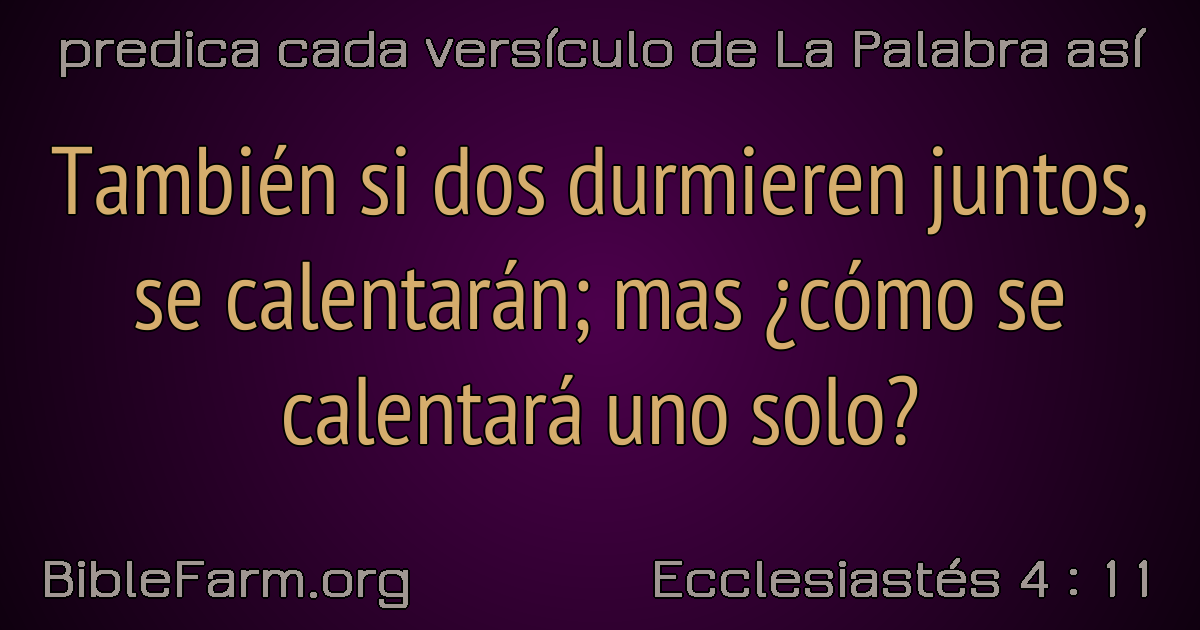 predica cada versículo de La Palabra así
También si dos durmieren juntos,
se calentarán; mas ¿cómo se
calentará uno solo?
BibleFarm.org
Ecclesiastés 4 : 11